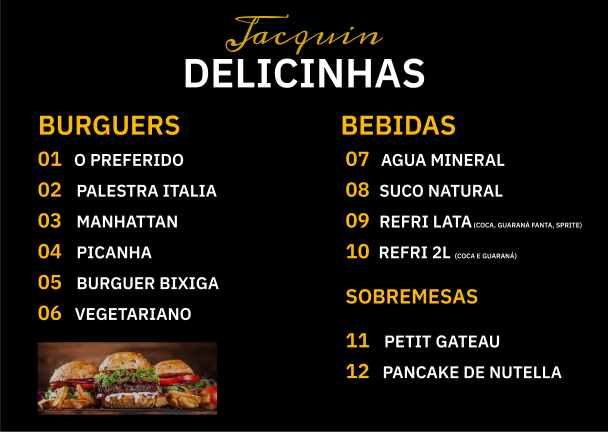 Jacquin
DELICINHAS
BURGUERS
01 O PREFERIDO
02 PALESTRA ITALIA
03 MANHATTAN
04 PICANHA
05 BURGUER BIXIGA
06 VEGETARIANO
BEBIDAS
07 AGUA MINERAL
08 SUCO NATURAL
09 REFRI LATA (COCA, GUARANÁ FANTA, SPRITE)
10 REFRI 2L (COCA E GUARANÁ)
SOBREMESAS
11 PETIT GATEAU
12 PANCAKE DE NUTELLA